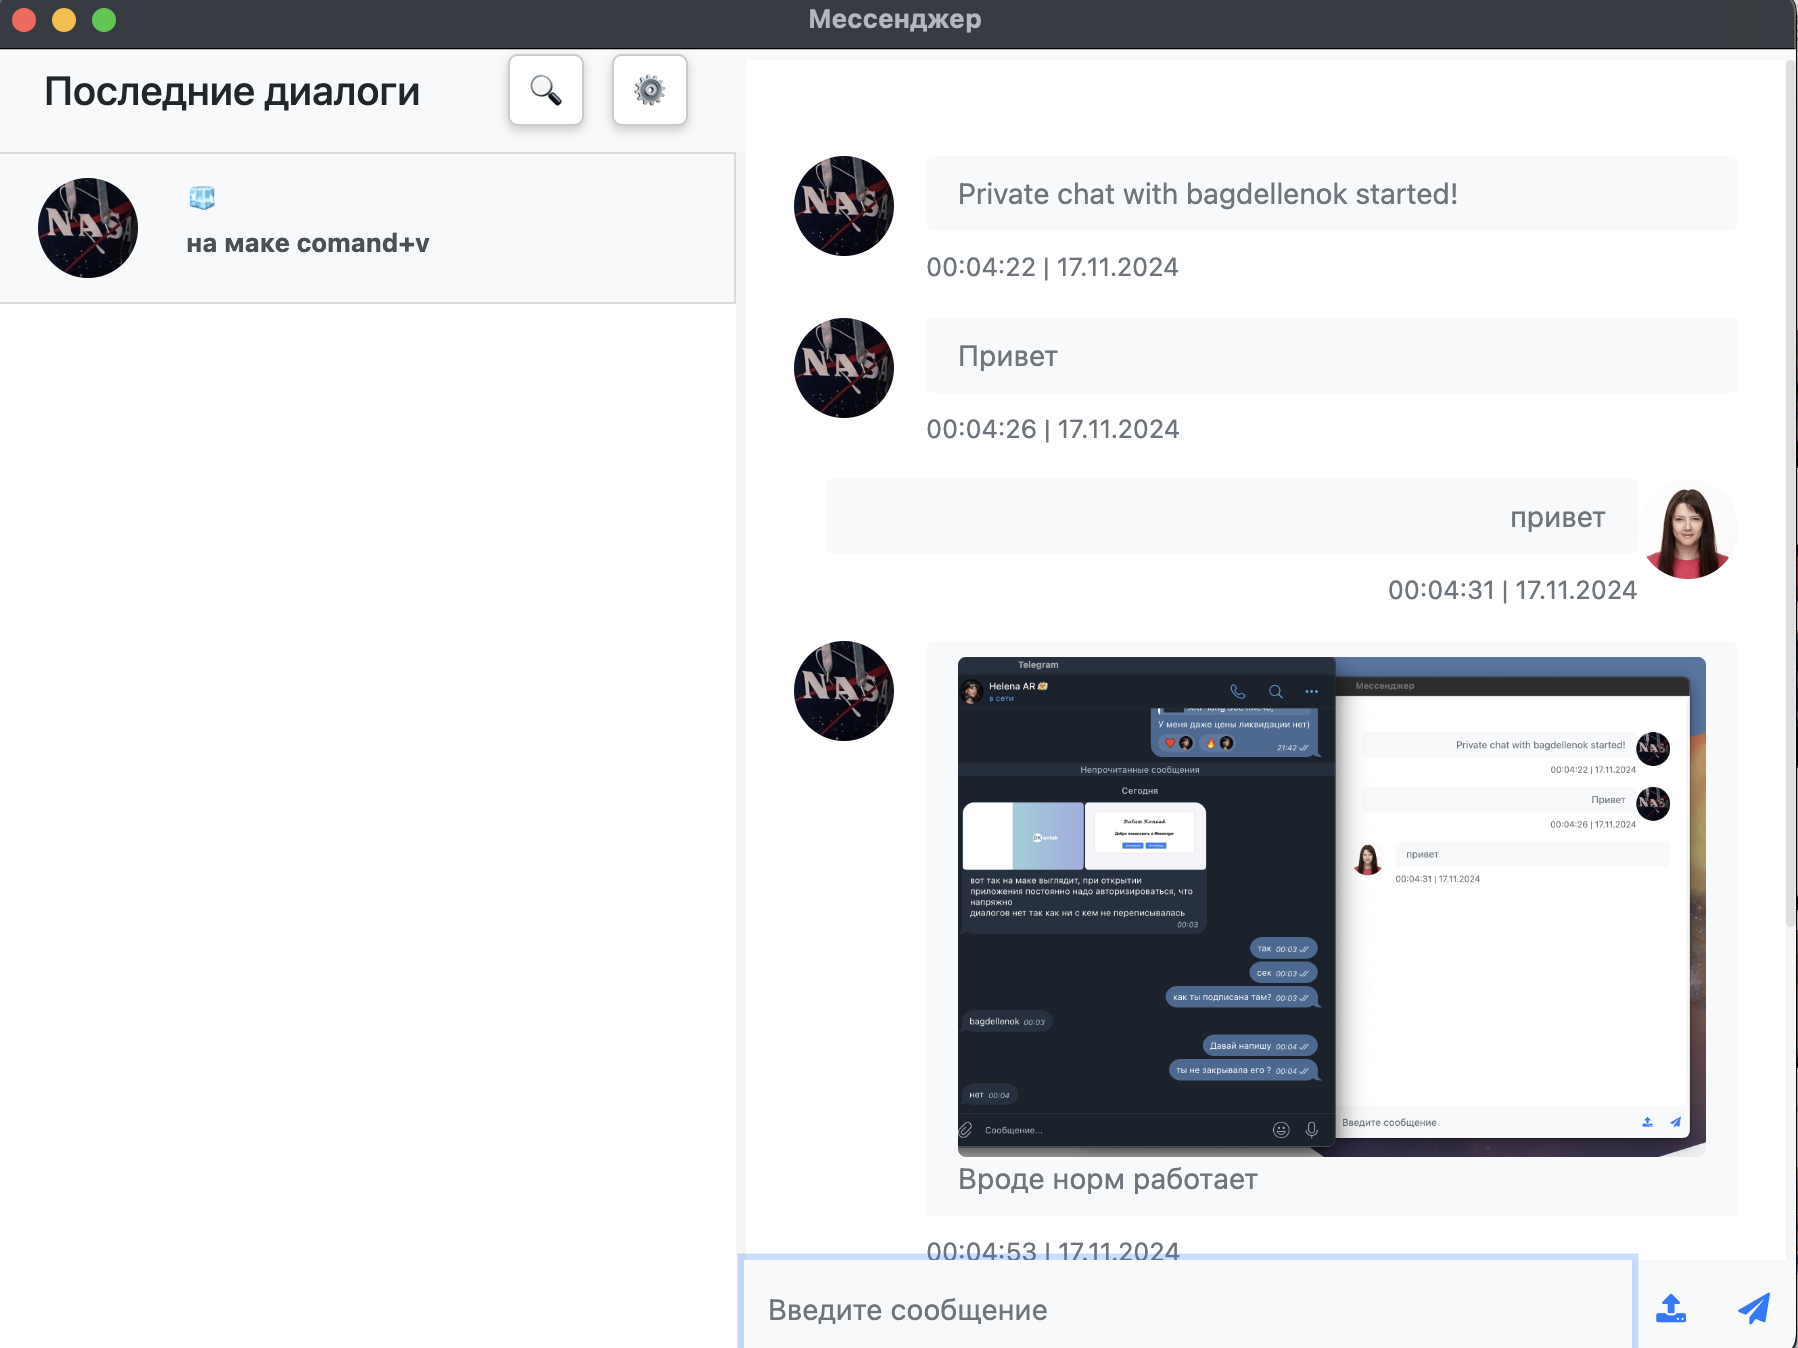 Мессенджер
Последние диалоги
на маке comand+v
Private chat with bagdellenok started!
00:04:22 | 17.11.2024
Привет
00:04:26 | 17.11.2024
привет
00:04:31 | 17.11.2024
Telegram
Helena AR
в сети
У меня даже цены ликвидации нет)
21:42
Непрочитанные сообщения
Сегодня
Добро пожаловать в Messenger
вот так на маке выглядит, при открытии
приложения постоянно надо авторизироваться, что
напряжно
диалогов нет так как ни с кем не переписывалась
00:03
так 00:03
сек 00:03
как ты подписана там? 00:03
bagdellenok 00:03
Давай напишу 00:04
ты не закрывала его ? 00:04
нет 00:04
Сообщение...
Мессенджер
Private chat with bagdellenok started!
00:04:22 | 17.11.2024
Привет
00:04:26 | 17.11.2024
привет
00:04:31 | 17.11.2024
Введите сообщение
Вроде норм работает
00:04:53 | 17.11.2024
Введите сообщение